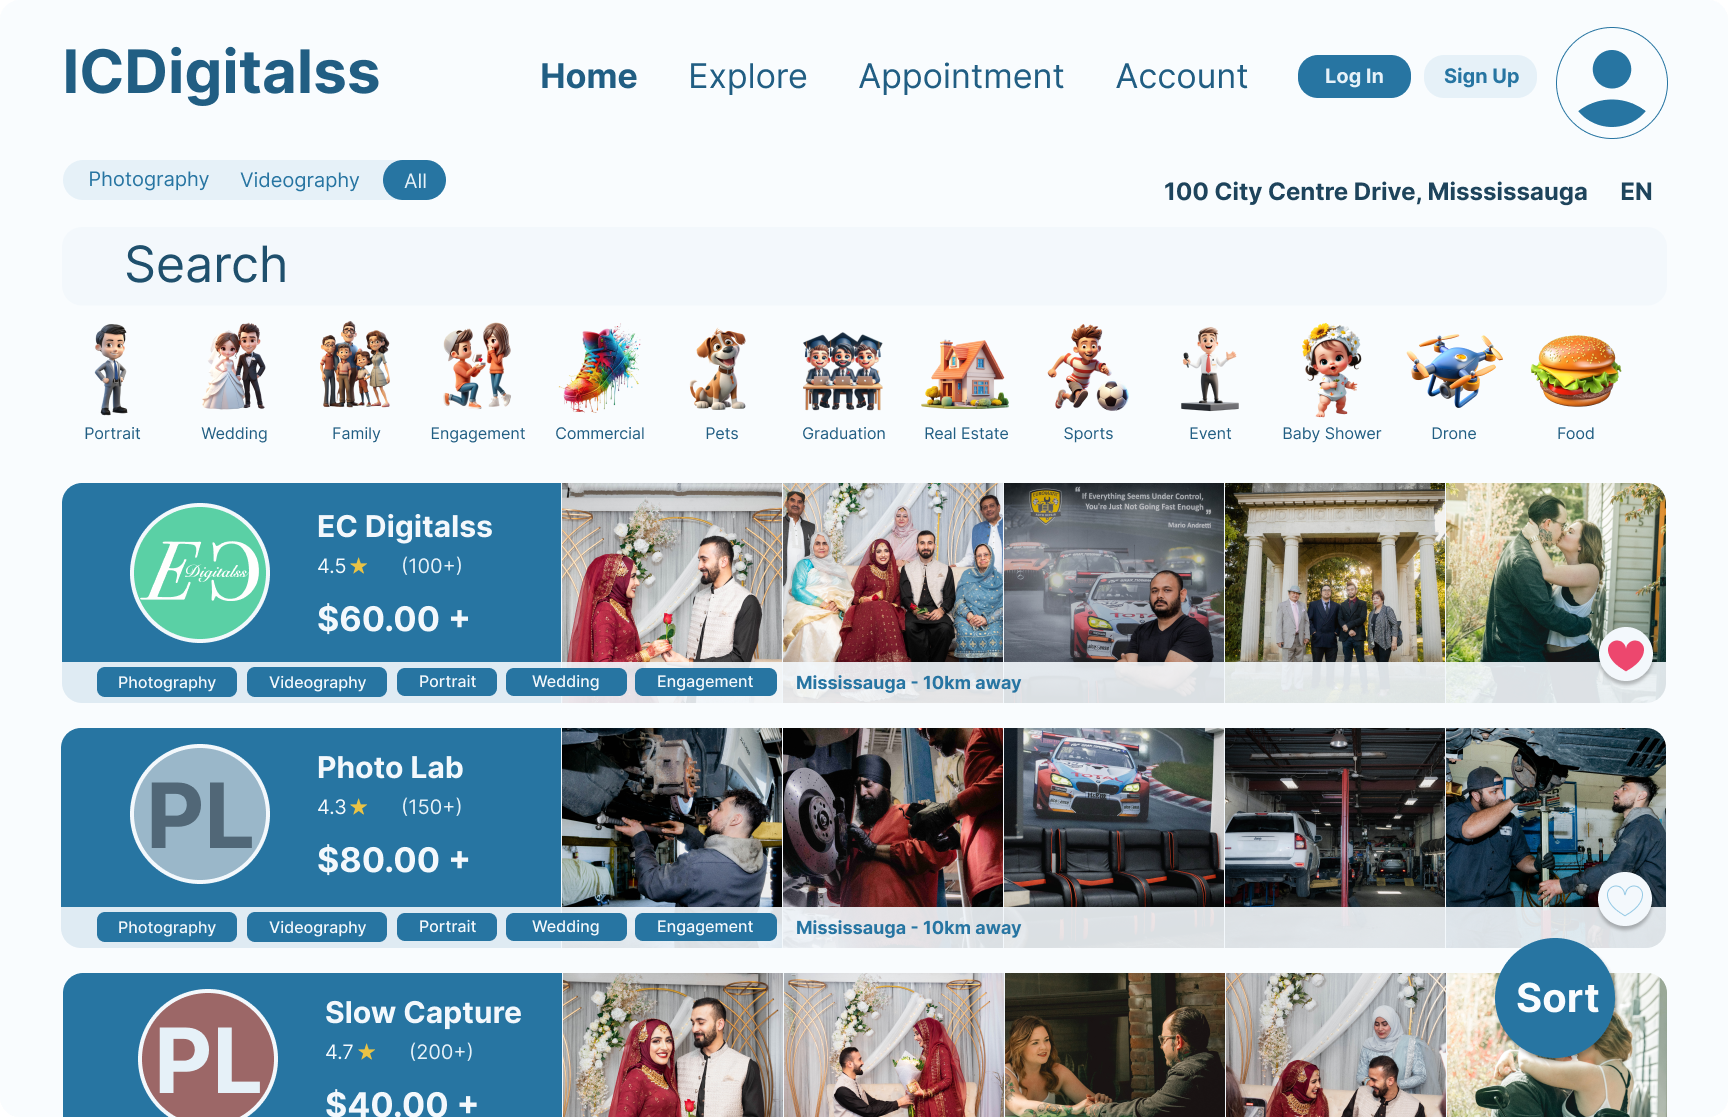 ICDigitalss
Home Explore Appointment Account Log In Sign Up
Photography Videography All
100 City Centre Drive, Misssissauga EN
Search
Portrait Wedding Family Engagement Commercial Pets Graduation Real Estate Sports Event Baby Shower Drone Food
EC Digitalss
EC
Digitalss
4.5 (100+)
$60.00 +
"If Everything Seems Under Control,
You're Just Not Going Fast Enough"
Mario Andretti
Photography Videography Portrait Wedding Engagement Mississauga - 10km away
Photo Lab
PL
4.3 (150+)
$80.00 +
Photography Videography Portrait Wedding Engagement Mississauga - 10km away
Slow Capture
PL
4.7 (200+)
$40.00 +
Sort